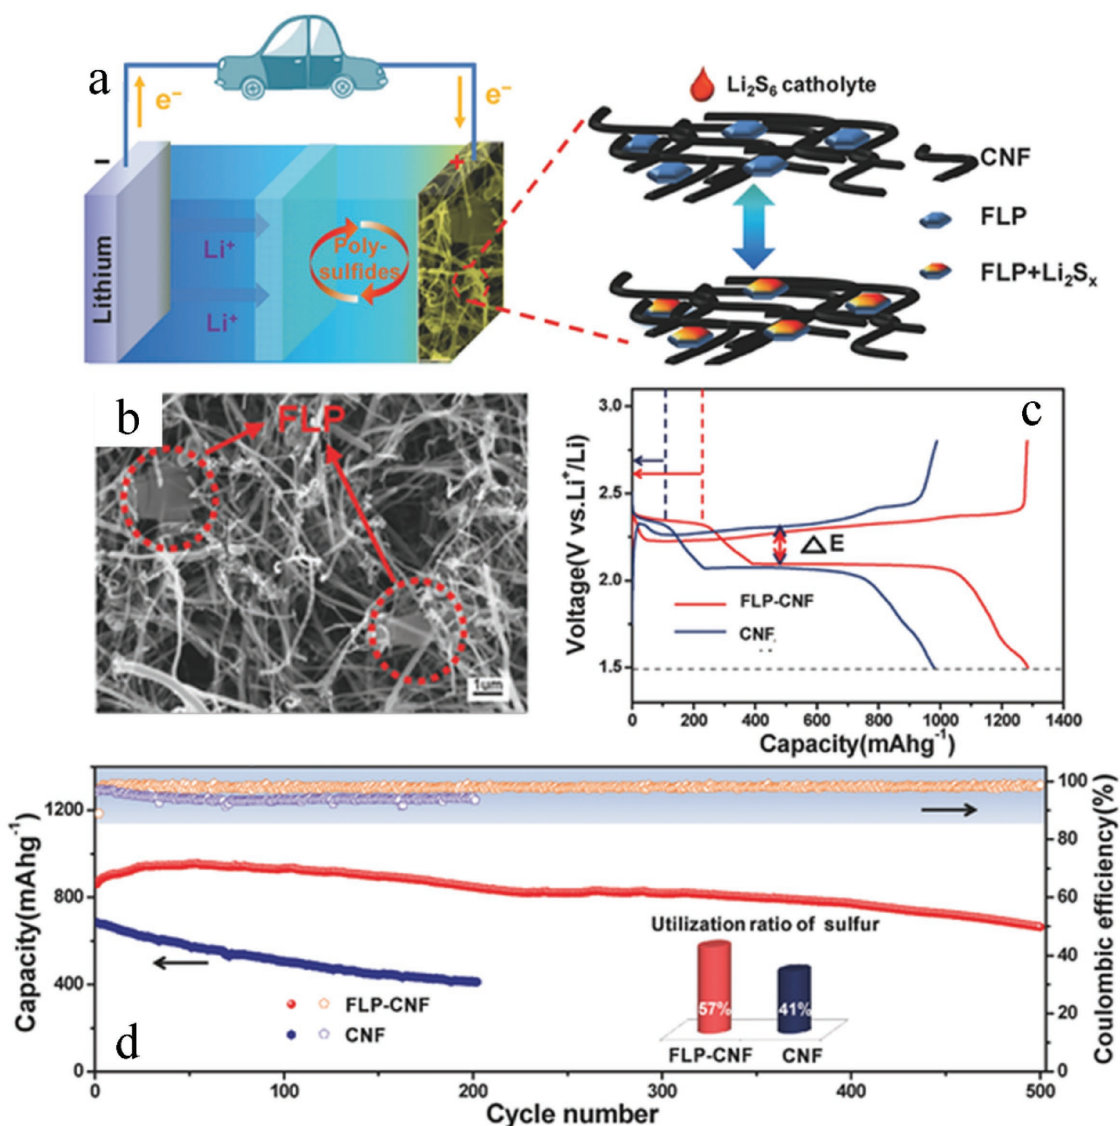 a
e⁻
e⁻
−
+
Lithium
Li⁺
Li⁺
Poly-
sulfides
Li₂S₆ catholyte
CNF
FLP
FLP+Li₂Sₓ
b
FLP
1um
c
3.0
2.5
2.0
1.5
Voltage(V vs.Li⁺/Li)
△E
FLP-CNF
CNF
0 200 400 600 800 1000 1200 1400
Capacity(mAhg⁻¹)
d
1200
800
400
0
Capacity(mAhg⁻¹)
100
80
60
40
20
0
Coulombic efficiency(%)
Utilization ratio of sulfur
57%
41%
FLP-CNF CNF
FLP-CNF
CNF
0 100 200 300 400 500
Cycle number